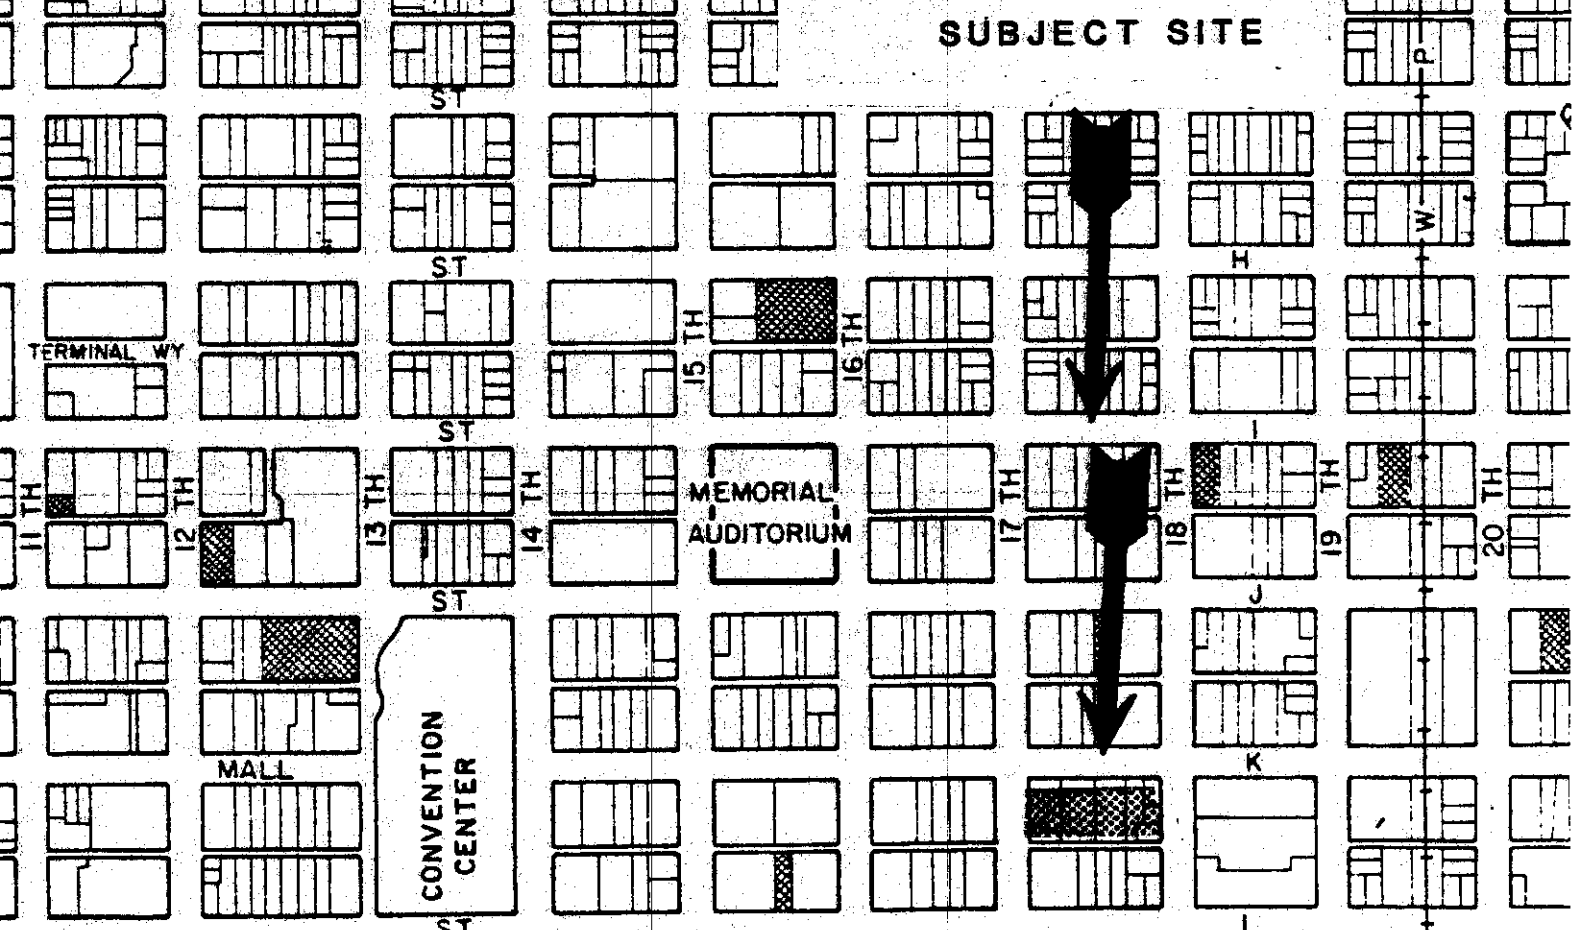 SUBJECT SITE
P
ST
W
ST
H
TERMINAL WY
15 TH
16 TH
ST
I
11 TH
12 TH
13 TH
14 TH
MEMORIAL
AUDITORIUM
17 TH
18 TH
19 TH
20 TH
ST
J
MALL
K
CONVENTION
CENTER
ST
L